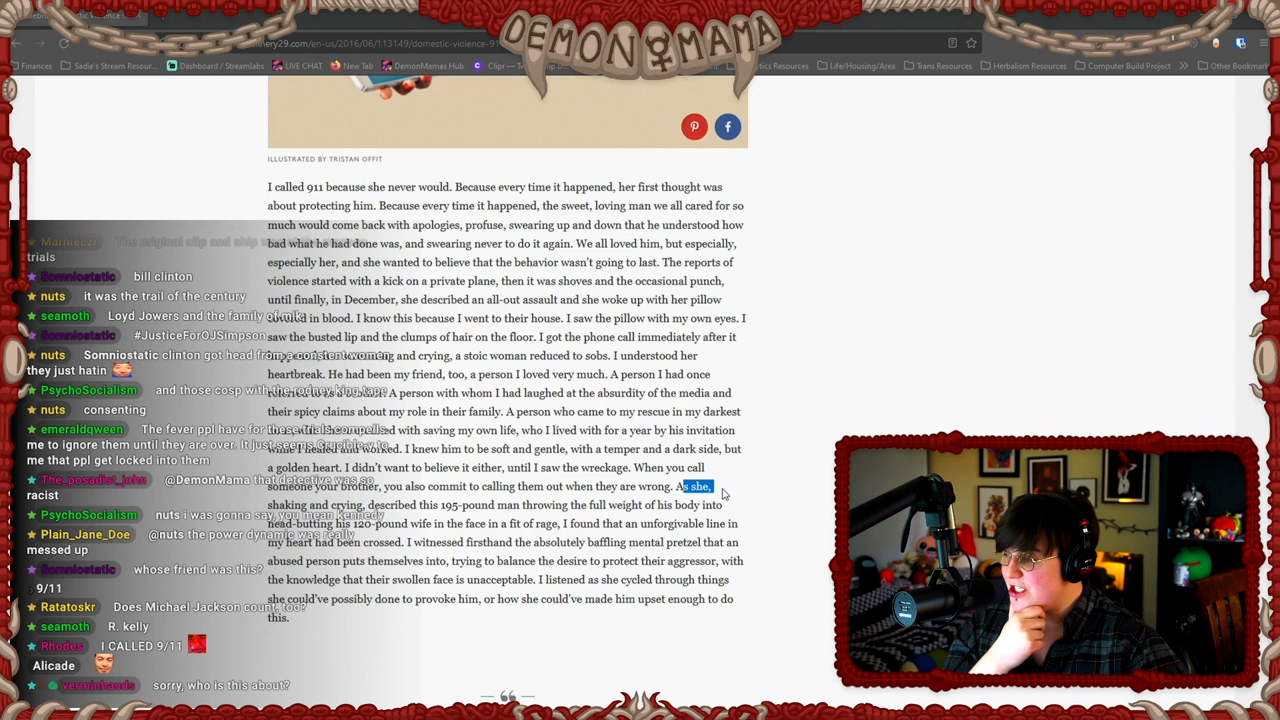 DEMON MAMA
nery29.com/en-us/2016/06/113149/domestic-violence-91
Finances
Sadie's Stream Resour...
Dashboard / Streamlabs
LIVE CHAT
New Tab
DemonMamas Hub
Clipr —
Resources
Life/Housing/Area
Trans Resources
Herbalism Resources
Computer Build Project
Other Bookmark
ILLUSTRATED BY TRISTAN OFFIT
I called 911 because she never would. Because every time it happened, her first thought was
about protecting him. Because every time it happened, the sweet, loving man we all cared for so
much would come back with apologies, profuse, swearing up and down that he understood how
bad what he had done was, and swearing never to do it again. We all loved him, but especially,
especially her, and she wanted to believe that the behavior wasn't going to last. The reports of
violence started with a kick on a private plane, then it was shoves and the occasional punch,
until finally, in December, she described an all-out assault and she woke up with her pillow
in blood. I know this because I went to their house. I saw the pillow with my own eyes. I
saw the busted lip and the clumps of hair on the floor. I got the phone call immediately after it
and crying, a stoic woman reduced to sobs. I understood her
heartbreak. He had been my friend, too, a person I loved very much. A person I had once
A person with whom I had laughed at the absurdity of the media and
their spicy claims about my role in their family. A person who came to my rescue in my darkest
with saving my own life, who I lived with for a year by his invitation
while I healed and worked. I knew him to be soft and gentle, with a temper and a dark side, but
a golden heart. I didn't want to believe it either, until I saw the wreckage. When you call
someone your brother, you also commit to calling them out when they are wrong. As she,
shaking and crying, described this 195-pound man throwing the full weight of his body into
head-butting his 120-pound wife in the face in a fit of rage, I found that an unforgivable line in
my heart had been crossed. I witnessed firsthand the absolutely baffling mental pretzel that an
abused person puts themselves into, trying to balance the desire to protect their aggressor, with
the knowledge that their swollen face is unacceptable. I listened as she cycled through things
she could've possibly done to provoke him, or how she could've made him upset enough to do
this.
trials
Somniostatic bill clinton
nuts it was the trail of the century
seamoth Loyd Jowers and the family of mlk
Somniostatic #JusticeForOJSimpson
nuts Somniostatic clinton got head from a constent women,
they just hatin
PsychoSocialism and those cosp with the rodney king tape
nuts consenting
emeraldqween The fever ppl have for these trials compells
me to ignore them until they are over. It just seems Crucible-y to
me that ppl get locked into them
The_posadist_john @DemonMama that detective was so
racist
PsychoSocialism nuts i was gonna say, you mean kennedy
Plain_Jane_Doe @nuts the power dynamic was really
messed up
Somniostatic whose friend was this?
9/11
Ratatoskr Does Michael Jackson count, too?
seamoth R. kelly
Rhodes I CALLED 9/11
Alicade
verminhands sorry, who is this about?